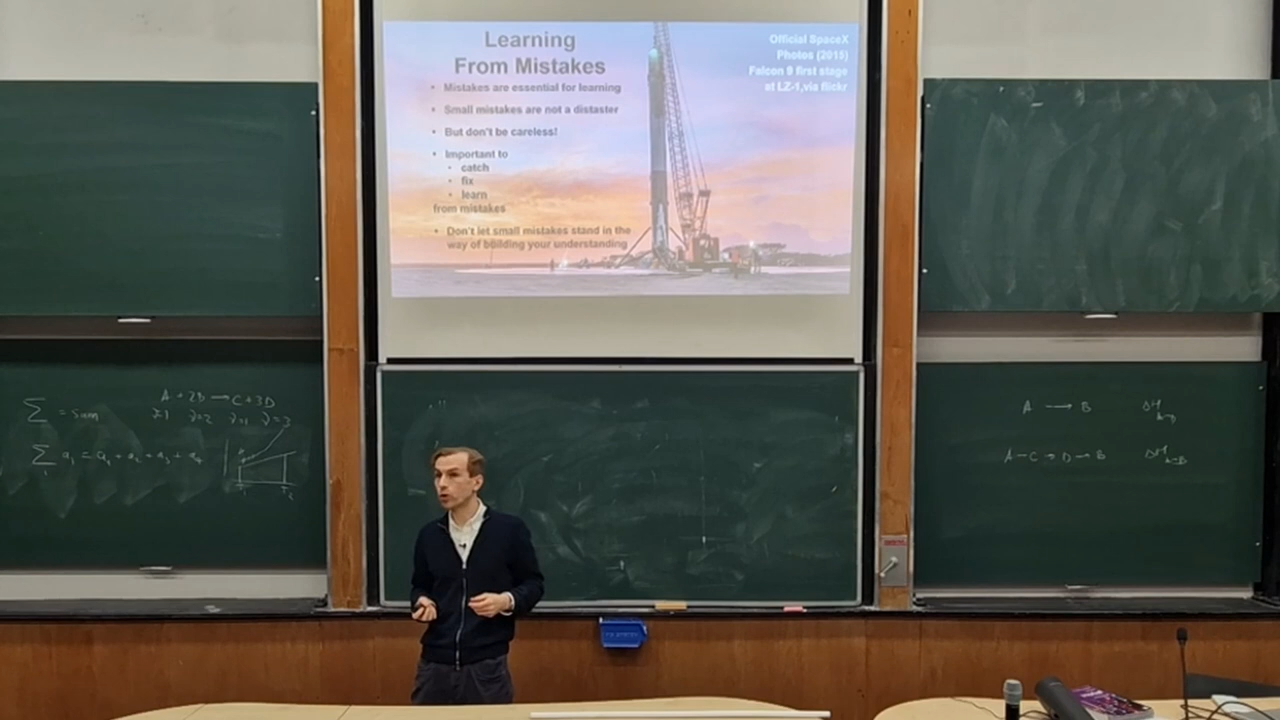 Learning
From Mistakes
• Mistakes are essential for learning
• Small mistakes are not a distaster
• But don't be careless!
• Important to
• catch
• fix
• learn
from mistakes
• Don't let small mistakes stand in the
way of building your understanding
Official SpaceX
Photos (2015)
Falcon 9 first stage
at LZ-1,via flickr
∑ = sum
A + 2B → C + 3D
A → B
ΔH A→B
A → C → D → B
ΔH A→B